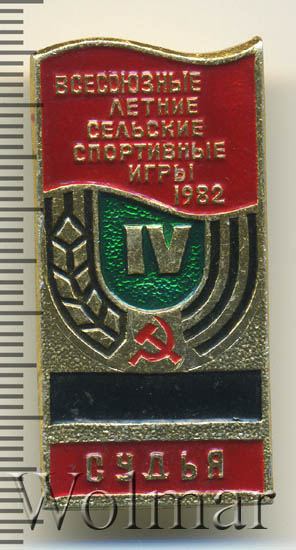 ВСЕСОЮЗНЫЕ
ЛЕТНИЕ
СЕЛЬСКИЕ
СПОРТИВНЫЕ
ИГРЫ
1982
IV
СУДЬЯ
Wolmar